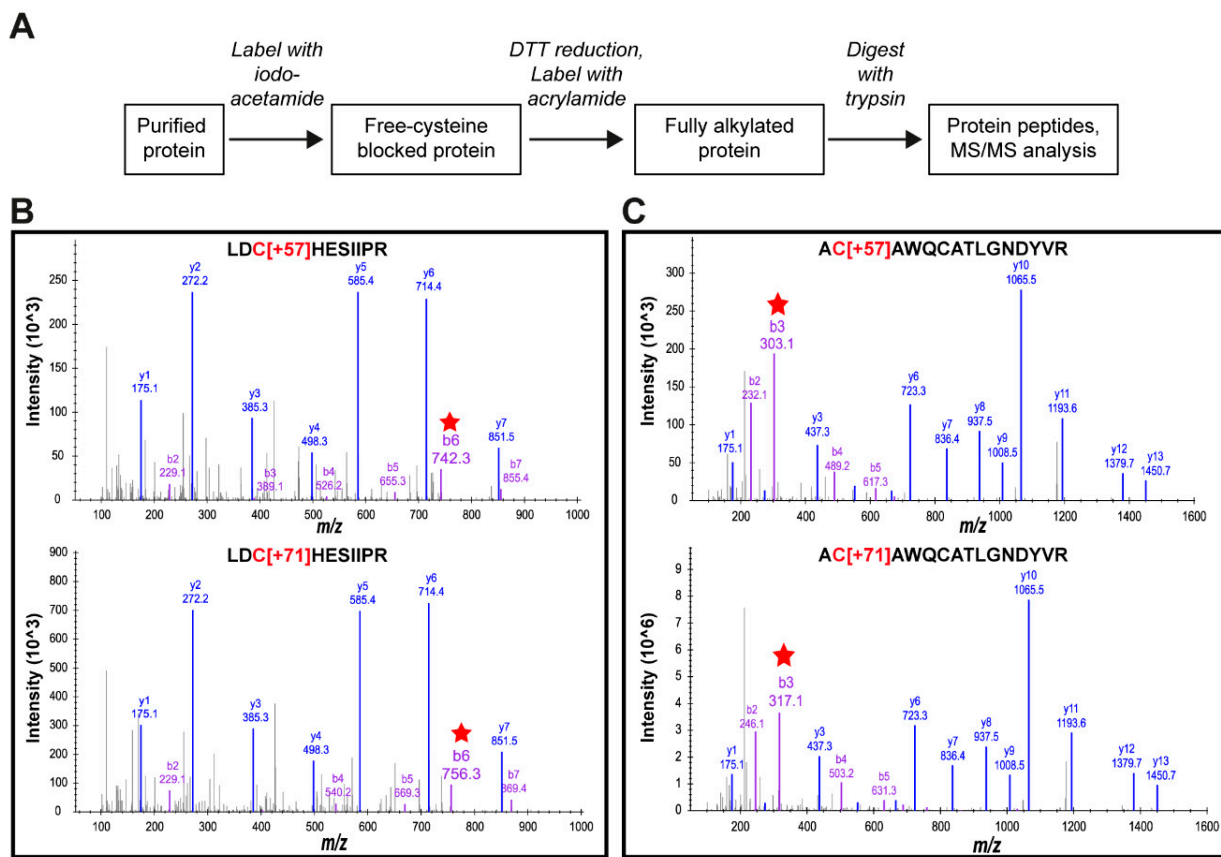 A
Label with
iodo-
acetamide
DTT reduction,
Label with
acrylamide
Digest
with
trypsin
Purified
protein
Free-cysteine
blocked protein
Fully alkylated
protein
Protein peptides,
MS/MS analysis
B
LDC[+57]HESIIPR
Intensity (10^3)
250
200
150
100
50
0
y1
175.1
b2
229.1
y2
272.2
y3
385.3
b3
389.1
y4
498.3
b4
526.2
y5
585.4
b5
655.3
y6
714.4
b6
742.3
y7
851.5
b7
855.4
100 200 300 400 500 600 700 800 900 1000
m/z
LDC[+71]HESIIPR
Intensity (10^3)
900
800
700
600
500
400
300
200
100
0
y1
175.1
b2
229.1
y2
272.2
y3
385.3
y4
498.3
b4
540.2
y5
585.4
b5
669.3
y6
714.4
b6
756.3
y7
851.5
b7
869.4
100 200 300 400 500 600 700 800 900 1000
m/z
C
AC[+57]AWQCATLGNDYVR
Intensity (10^3)
300
250
200
150
100
50
0
y1
175.1
b2
232.1
b3
303.1
y3
437.3
b4
489.2
b5
617.3
y6
723.3
y7
836.4
y8
937.5
y9
1008.5
y10
1065.5
y11
1193.6
y12
1379.7
y13
1450.7
200 400 600 800 1000 1200 1400 1600
m/z
AC[+71]AWQCATLGNDYVR
Intensity (10^6)
9
8
7
6
5
4
3
2
1
0
y1
175.1
b2
246.1
b3
317.1
y3
437.3
b4
503.2
b5
631.3
y6
723.3
y7
836.4
y8
937.5
y9
1008.5
y10
1065.5
y11
1193.6
y12
1379.7
y13
1450.7
200 400 600 800 1000 1200 1400 1600
m/z